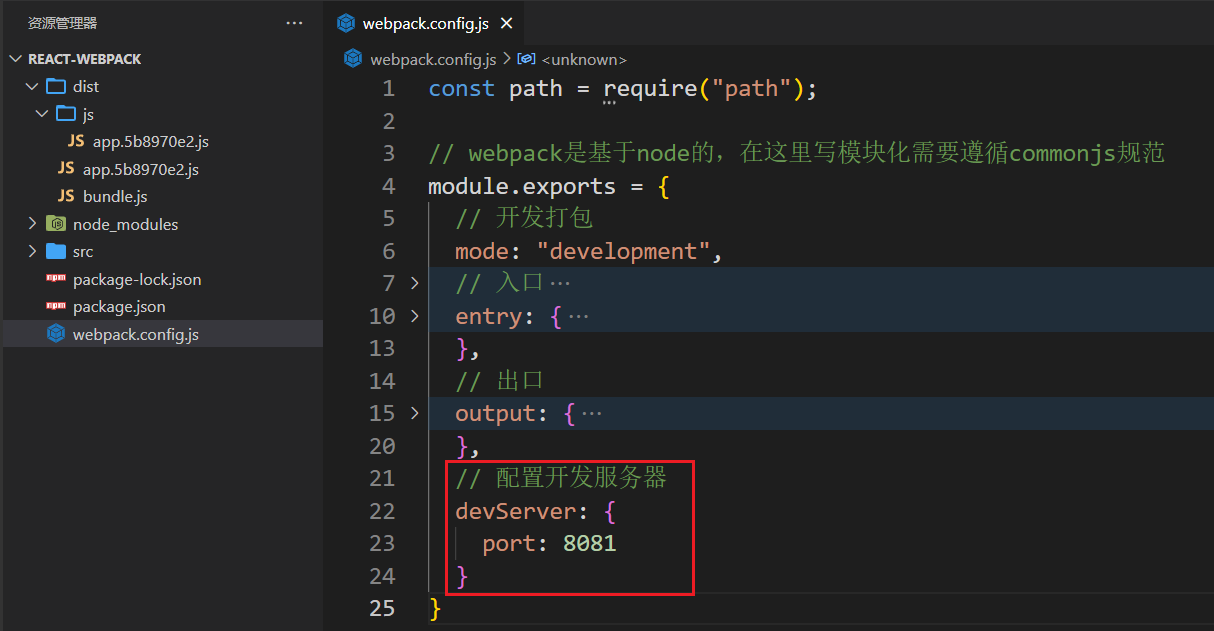 资源管理器 ···
REACT-WEBPACK
dist
js
JS app.5b8970e2.js
JS app.5b8970e2.js
JS bundle.js
node_modules
src
npm package-lock.json
npm package.json
webpack.config.js
webpack.config.js ×
webpack.config.js > <unknown>
1 const path = require("path");
2
3 // webpack是基于node的，在这里写模块化需要遵循commonjs规范
4 module.exports = {
5 // 开发打包
6 mode: "development",
7 // 入口 ···
10 entry: { ···
13 },
14 // 出口
15 output: { ···
20 },
21 // 配置开发服务器
22 devServer: {
23 port: 8081
24 }
25 }